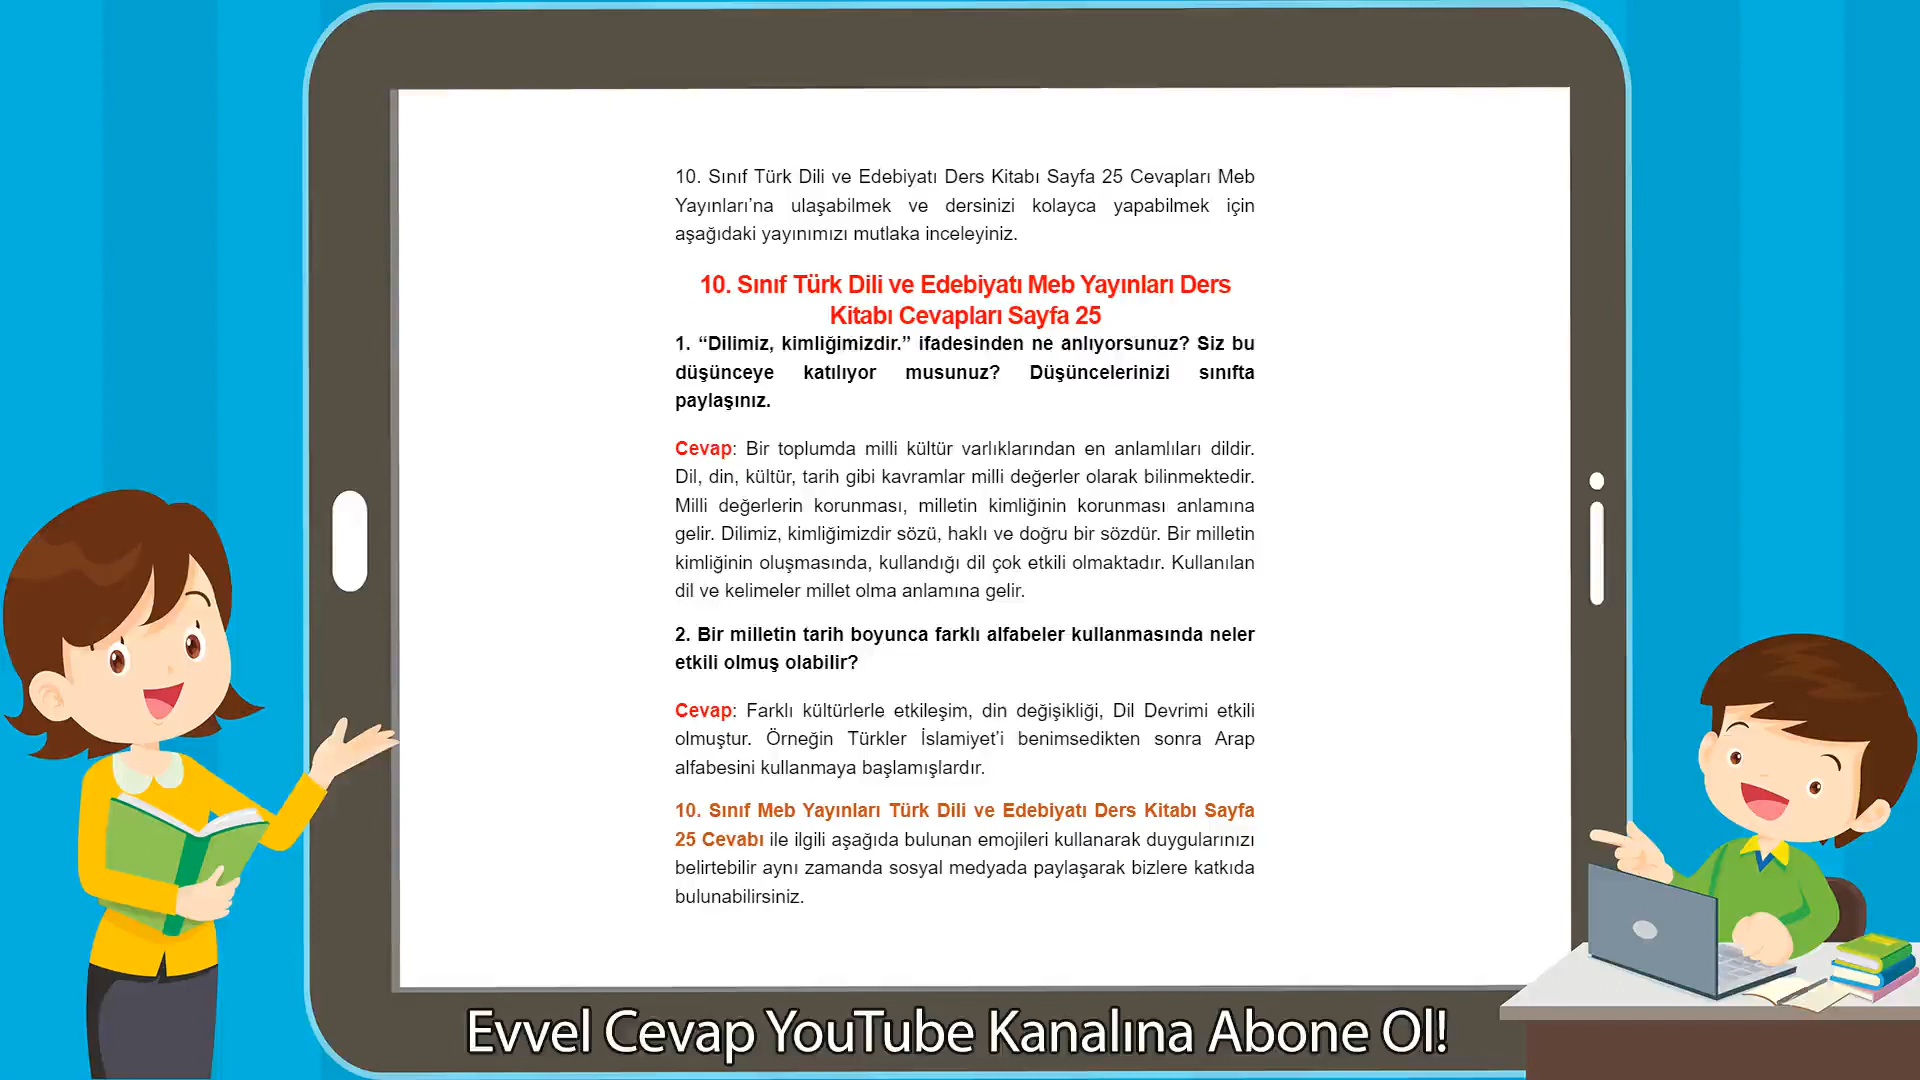 10. Sınıf Türk Dili ve Edebiyatı Ders Kitabı Sayfa 25 Cevapları Meb
Yayınları’na ulaşabilmek ve dersinizi kolayca yapabilmek için
aşağıdaki yayınımızı mutlaka inceleyiniz.
10. Sınıf Türk Dili ve Edebiyatı Meb Yayınları Ders
Kitabı Cevapları Sayfa 25
1. “Dilimiz, kimliğimizdir.” ifadesinden ne anlıyorsunuz? Siz bu
düşünceye katılıyor musunuz? Düşüncelerinizi sınıfta
paylaşınız.
Cevap: Bir toplumda milli kültür varlıklarından en anlamlıları dildir.
Dil, din, kültür, tarih gibi kavramlar milli değerler olarak bilinmektedir.
Milli değerlerin korunması, milletin kimliğinin korunması anlamına
gelir. Dilimiz, kimliğimizdir sözü, haklı ve doğru bir sözdür. Bir milletin
kimliğinin oluşmasında, kullandığı dil çok etkili olmaktadır. Kullanılan
dil ve kelimeler millet olma anlamına gelir.
2. Bir milletin tarih boyunca farklı alfabeler kullanmasında neler
etkili olmuş olabilir?
Cevap: Farklı kültürlerle etkileşim, din değişikliği, Dil Devrimi etkili
olmuştur. Örneğin Türkler İslamiyet’i benimsedikten sonra Arap
alfabesini kullanmaya başlamışlardır.
10. Sınıf Meb Yayınları Türk Dili ve Edebiyatı Ders Kitabı Sayfa
25 Cevabı ile ilgili aşağıda bulunan emojileri kullanarak duygularınızı
belirtebilir aynı zamanda sosyal medyada paylaşarak bizlere katkıda
bulunabilirsiniz.
Evvel Cevap YouTube Kanalına Abone Ol!